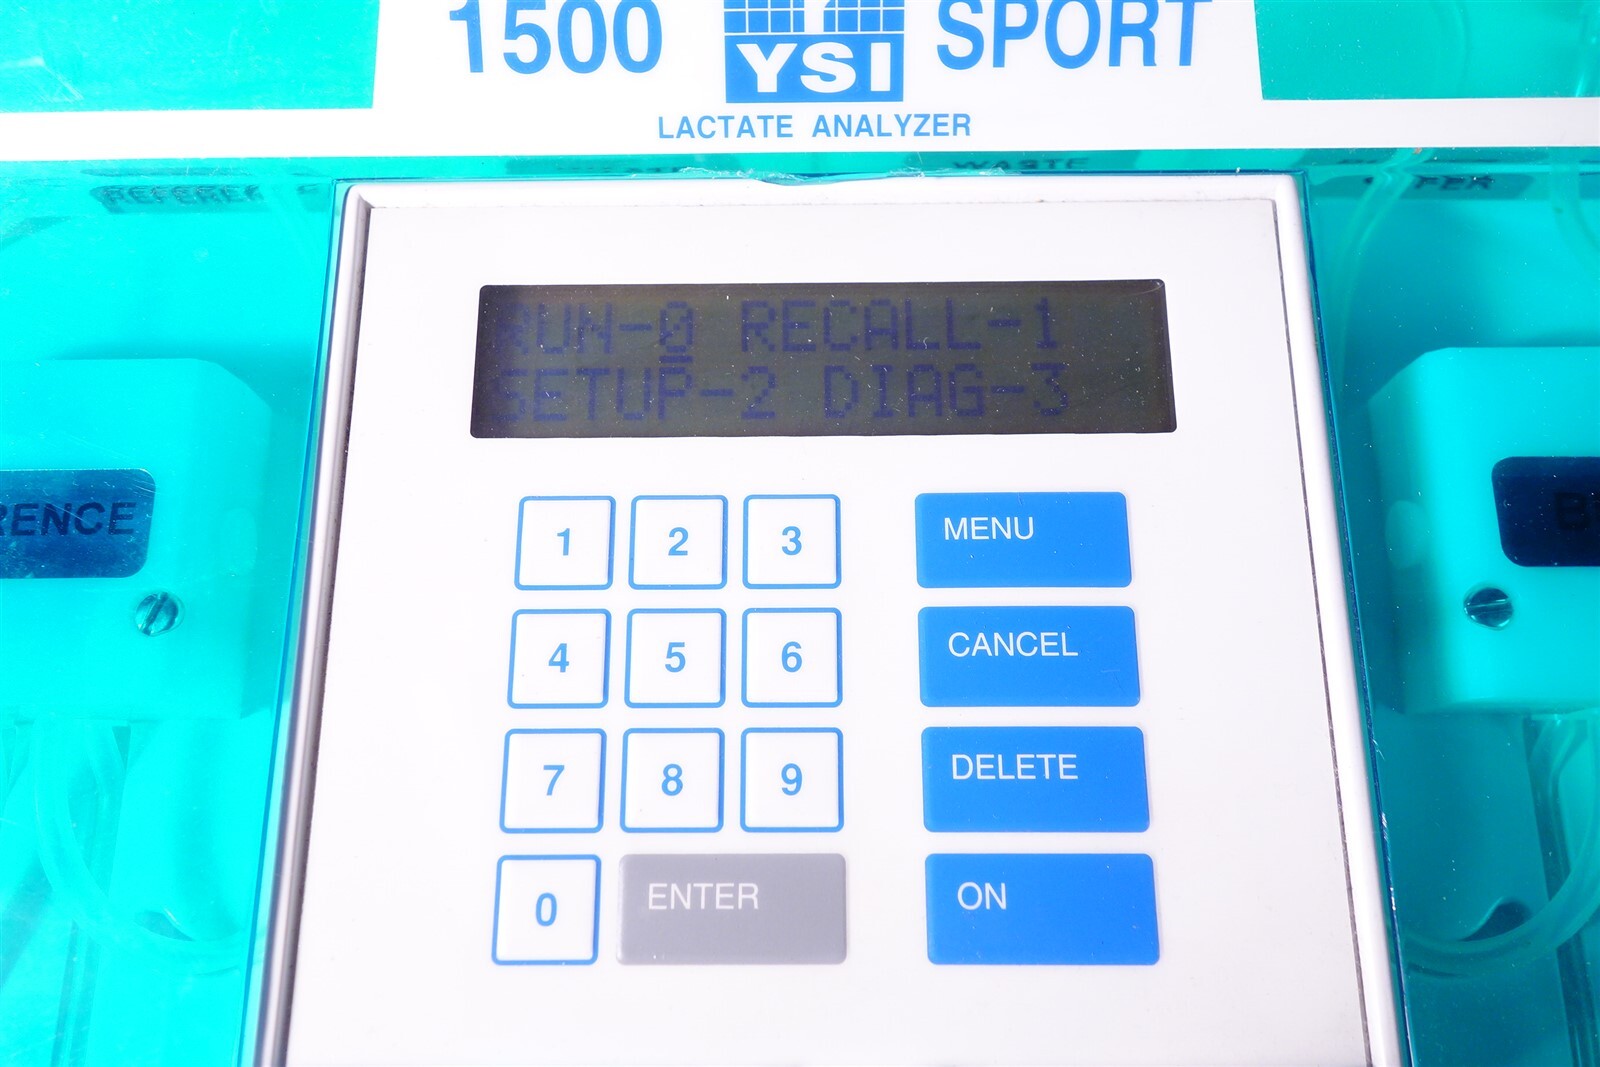 1500 YSI SPORT
LACTATE ANALYZER
WASTE
RUN-0 RECALL-1
SETUP-2 DIAG-3
RENCE
1 2 3 MENU
4 5 6 CANCEL
7 8 9 DELETE
0 ENTER ON